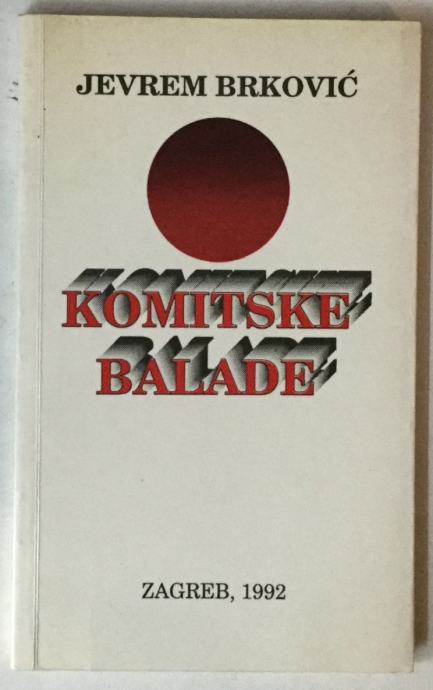 JEVREM BRKOVIĆ
KOMITSKE
BALADE
ZAGREB, 1992